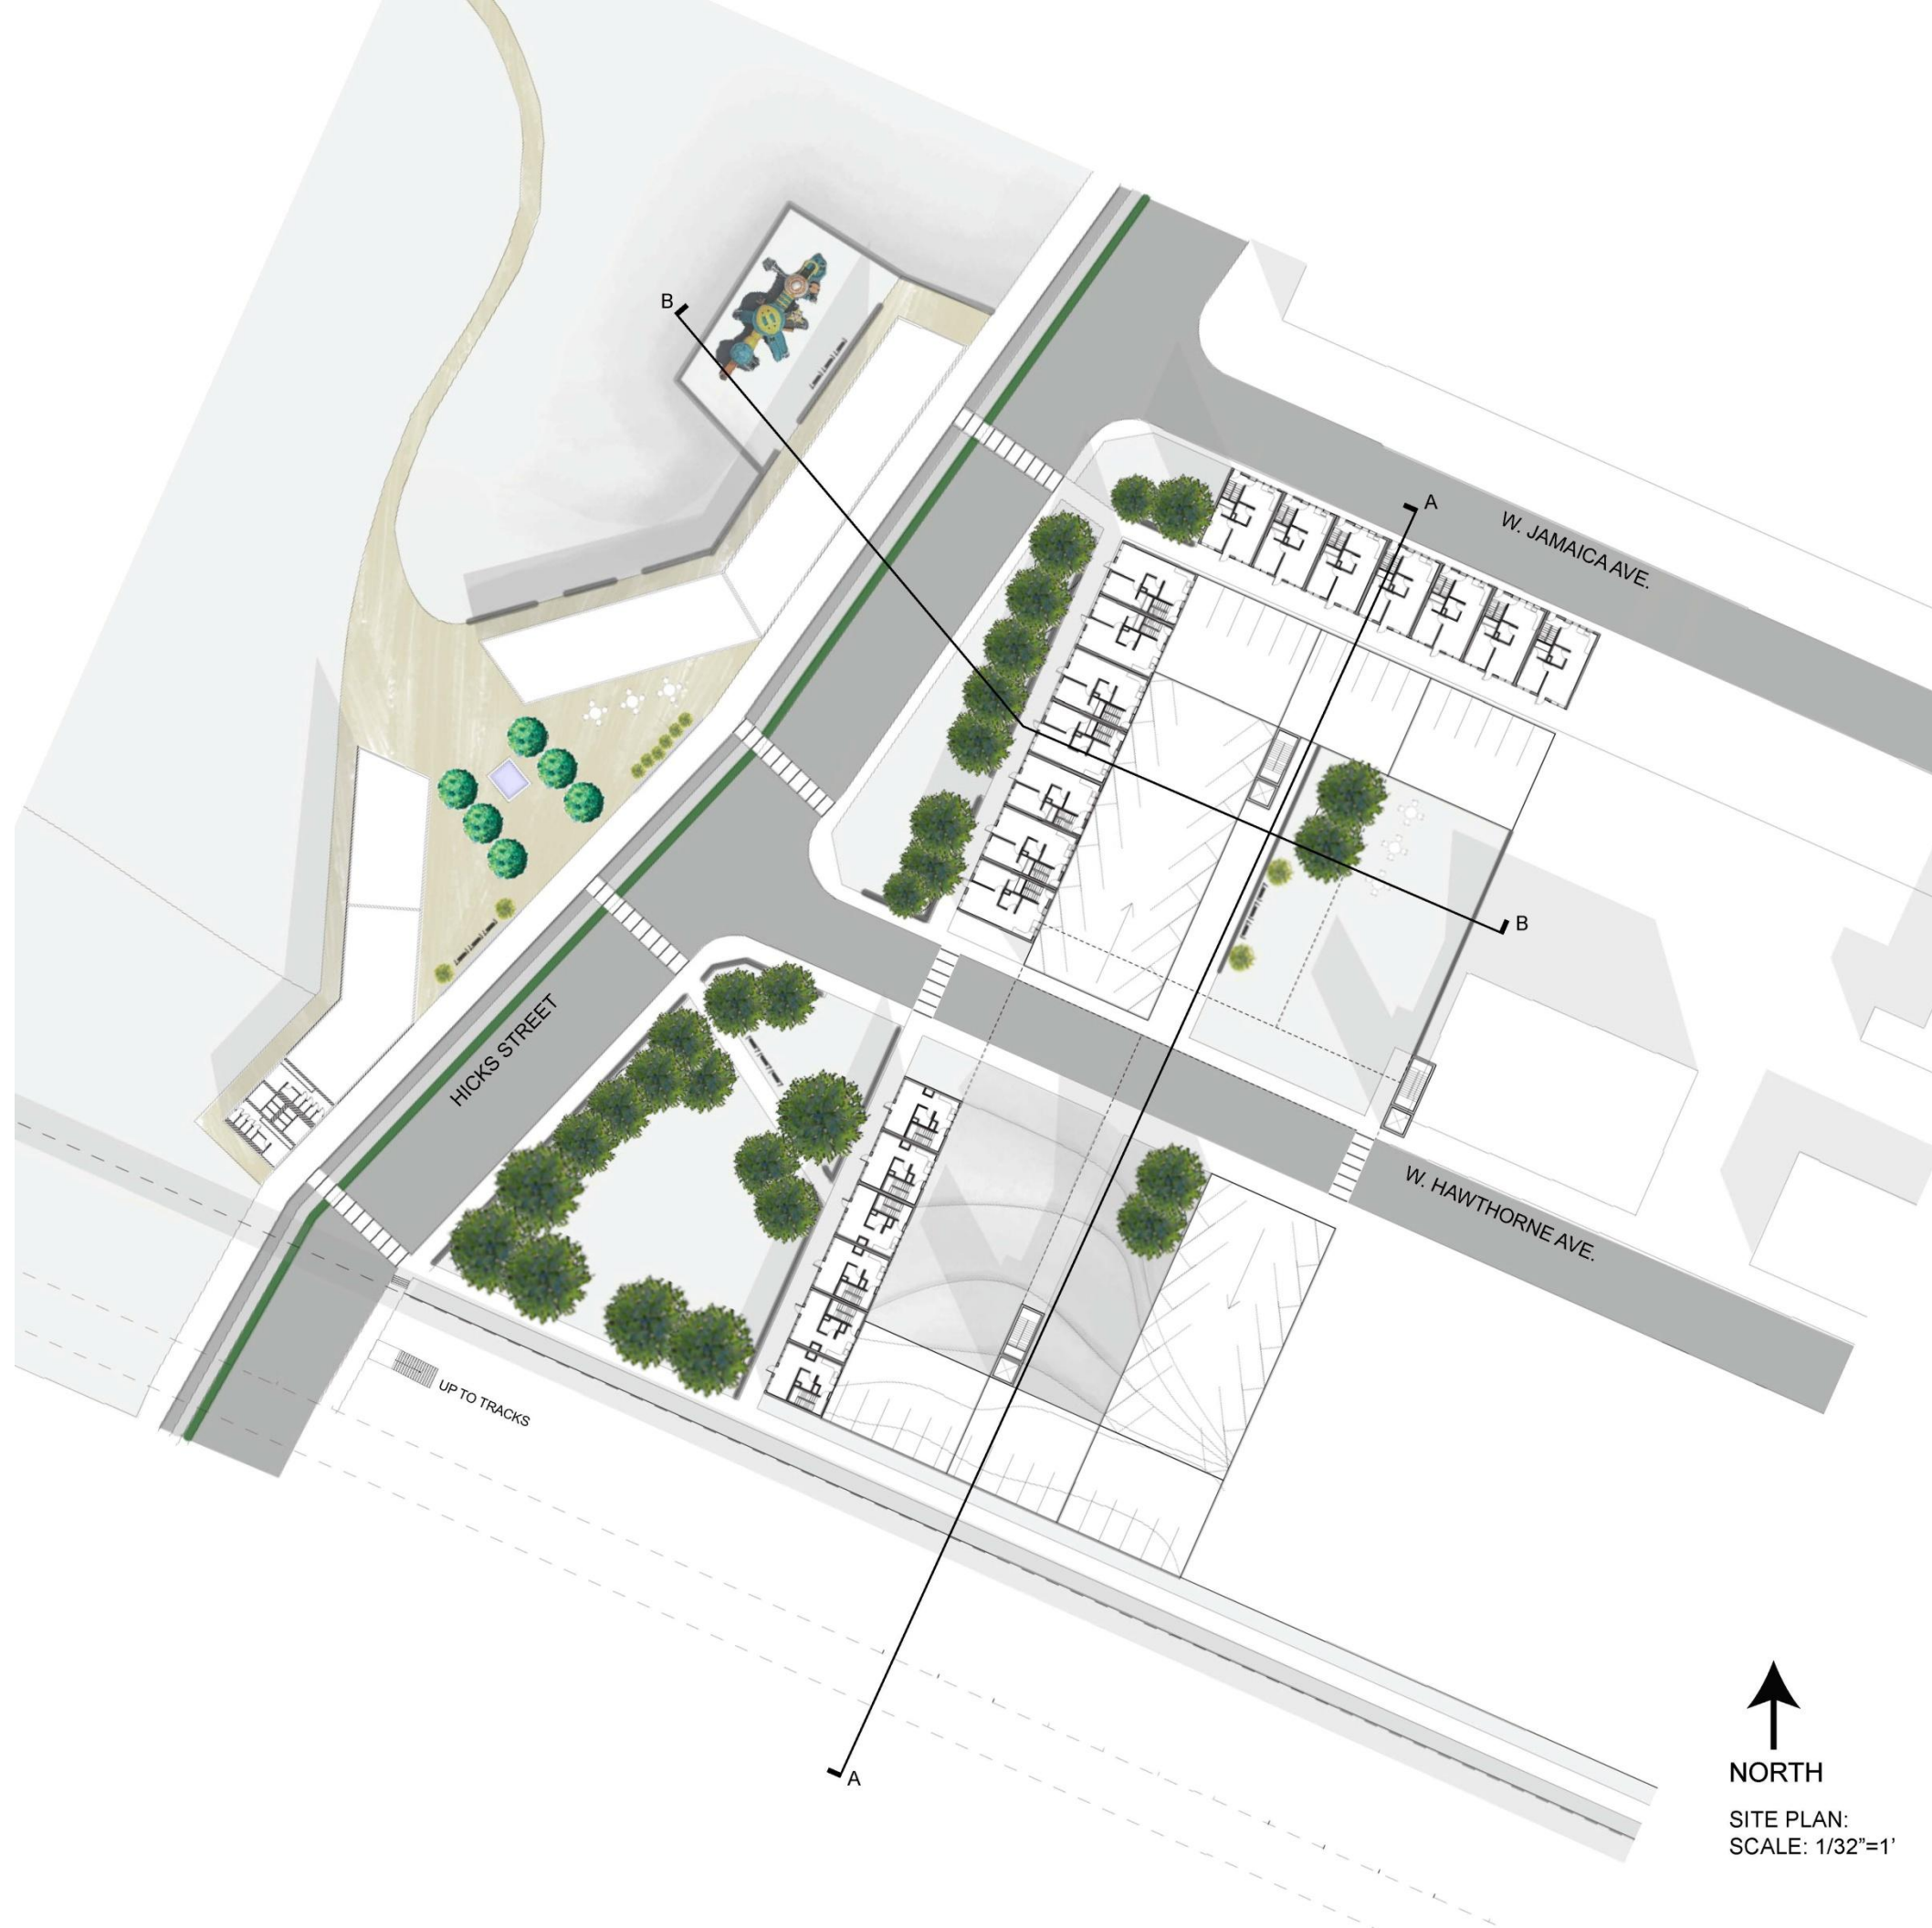 B
A
W. JAMAICA AVE.
B
HICKS STREET
W. HAWTHORNE AVE.
UP TO TRACKS
A
NORTH
SITE PLAN:
SCALE: 1/32”=1’